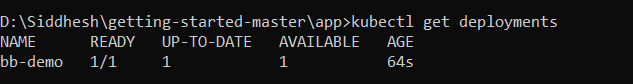 D:\Siddhesh\getting-started-master\app>kubectl get deployments
NAME      READY   UP-TO-DATE   AVAILABLE   AGE
bb-demo   1/1     1            1           64s